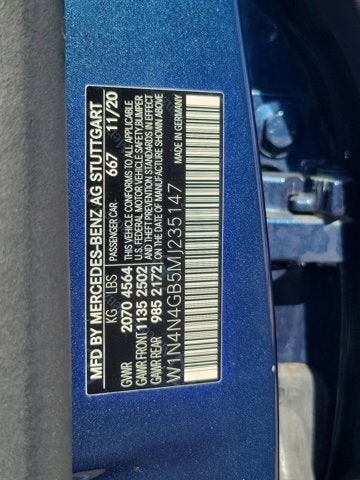 MFD BY MERCEDES-BENZ AG STUTTGART
PASSENGER CAR 667 11/20
KG LBS THIS VEHICLE CONFORMS TO ALL APPLICABLE
GVWR 2070 4564 U.S. FEDERAL MOTOR VEHICLE SAFETY, BUMPER
GAWR FRONT 1135 2502 AND THEFT PREVENTION STANDARDS IN EFFECT
GAWR REAR 985 2172 ON THE DATE OF MANUFACTURE SHOWN ABOVE
W1N4N4GB5MJ235147 MADE IN GERMANY